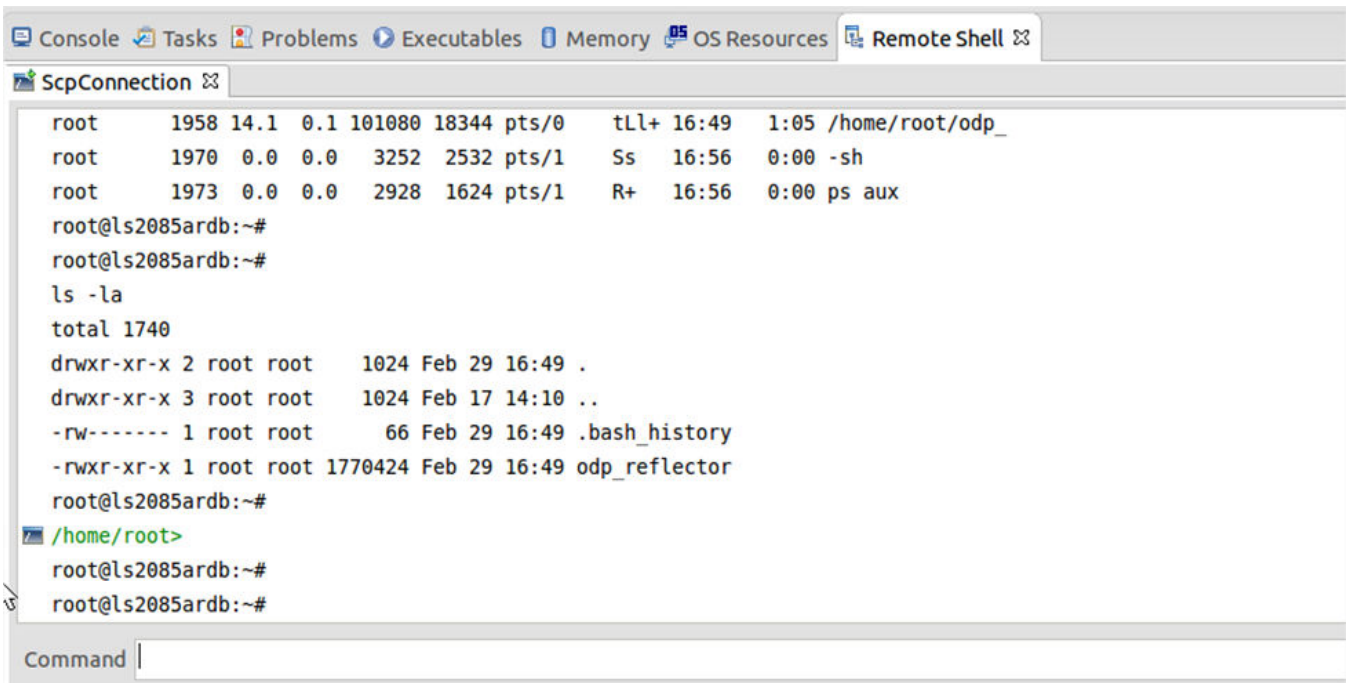 Console Tasks Problems Executables Memory OS Resources Remote Shell
ScpConnection
root 1958 14.1 0.1 101080 18344 pts/0 tLl+ 16:49 1:05 /home/root/odp_
root 1970 0.0 0.0 3252 2532 pts/1 Ss 16:56 0:00 -sh
root 1973 0.0 0.0 2928 1624 pts/1 R+ 16:56 0:00 ps aux
root@ls2085ardb:~#
root@ls2085ardb:~#
ls -la
total 1740
drwxr-xr-x 2 root root 1024 Feb 29 16:49 .
drwxr-xr-x 3 root root 1024 Feb 17 14:10 ..
-rw------- 1 root root 66 Feb 29 16:49 .bash_history
-rwxr-xr-x 1 root root 1770424 Feb 29 16:49 odp_reflector
root@ls2085ardb:~#
/home/root>
root@ls2085ardb:~#
root@ls2085ardb:~#
Command